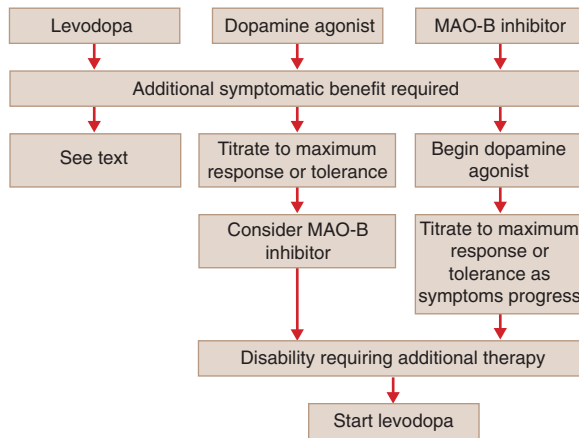 Levodopa
Dopamine agonist
MAO-B inhibitor
Additional symptomatic benefit required
See text
Titrate to maximum
response or tolerance
Begin dopamine
agonist
Consider MAO-B
inhibitor
Titrate to maximum
response or
tolerance as
symptoms progress
Disability requiring additional therapy
Start levodopa